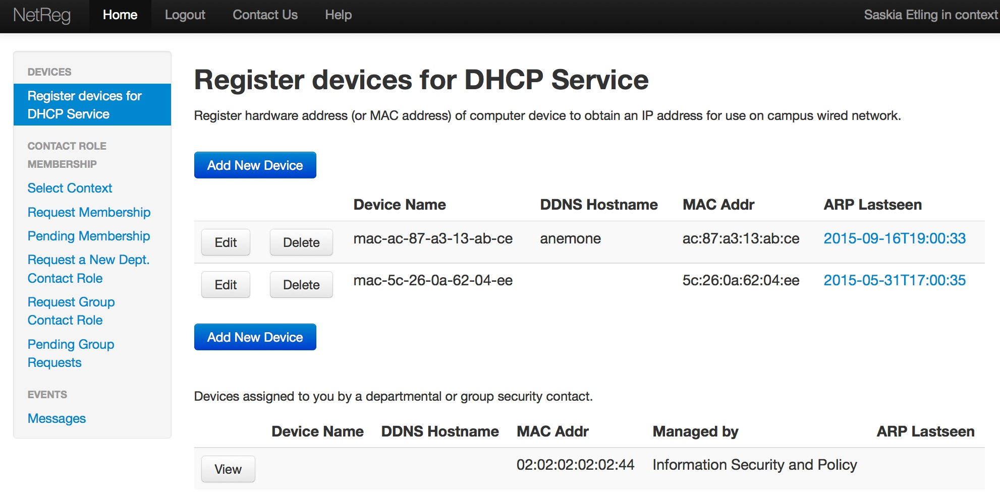 NetReg Home Logout Contact Us Help Saskia Etling in context
DEVICES
Register devices for
DHCP Service
CONTACT ROLE
MEMBERSHIP
Select Context
Request Membership
Pending Membership
Request a New Dept.
Contact Role
Request Group
Contact Role
Pending Group
Requests
EVENTS
Messages
Register devices for DHCP Service
Register hardware address (or MAC address) of computer device to obtain an IP address for use on campus wired network.
Add New Device
Device Name DDNS Hostname MAC Addr ARP Lastseen
Edit Delete mac-ac-87-a3-13-ab-ce anemone ac:87:a3:13:ab:ce 2015-09-16T19:00:33
Edit Delete mac-5c-26-0a-62-04-ee 5c:26:0a:62:04:ee 2015-05-31T17:00:35
Add New Device
Devices assigned to you by a departmental or group security contact.
Device Name DDNS Hostname MAC Addr Managed by ARP Lastseen
View 02:02:02:02:02:44 Information Security and Policy